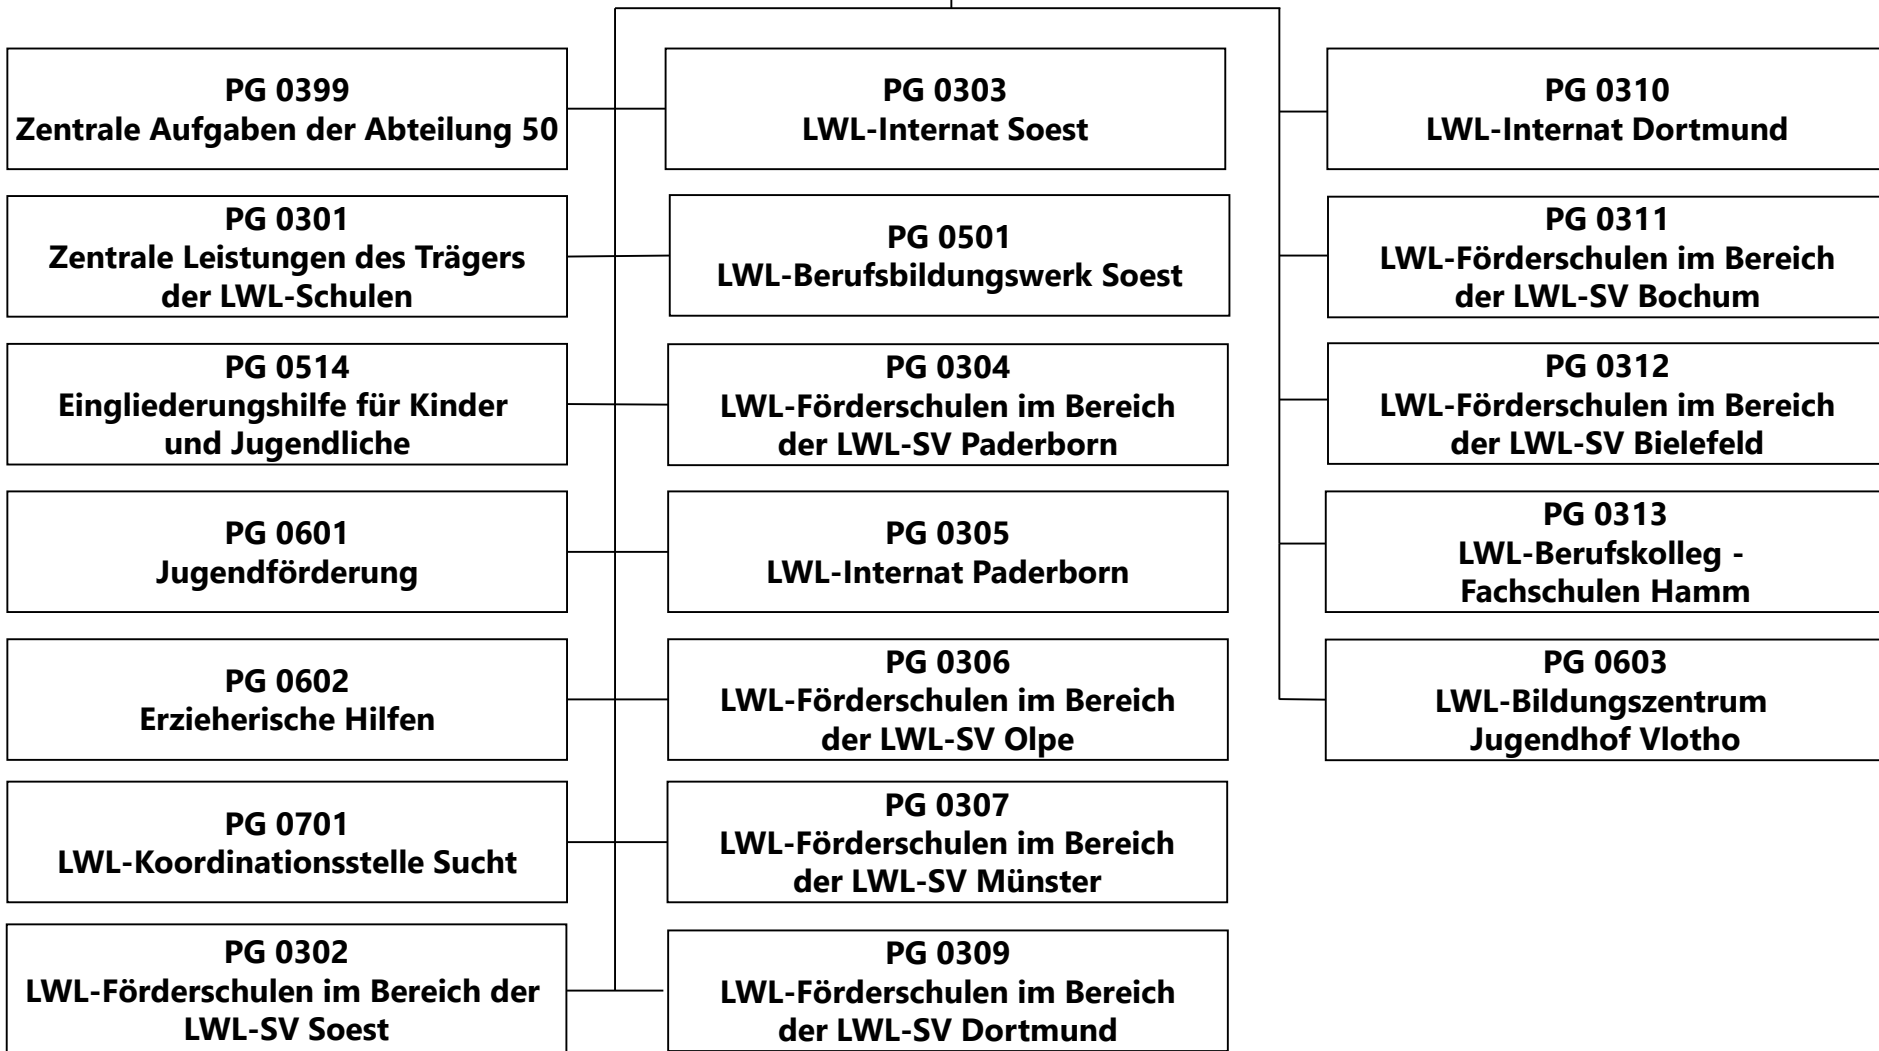 PG 0399
Zentrale Aufgaben der Abteilung 50
PG 0301
Zentrale Leistungen des Trägers
der LWL-Schulen
PG 0514
Eingliederungshilfe für Kinder
und Jugendliche
PG 0601
Jugendförderung
PG 0602
Erzieherische Hilfen
PG 0701
LWL-Koordinationsstelle Sucht
PG 0302
LWL-Förderschulen im Bereich der
LWL-SV Soest
PG 0303
LWL-Internat Soest
PG 0501
LWL-Berufsbildungswerk Soest
PG 0304
LWL-Förderschulen im Bereich
der LWL-SV Paderborn
PG 0305
LWL-Internat Paderborn
PG 0306
LWL-Förderschulen im Bereich
der LWL-SV Olpe
PG 0307
LWL-Förderschulen im Bereich
der LWL-SV Münster
PG 0309
LWL-Förderschulen im Bereich
der LWL-SV Dortmund
PG 0310
LWL-Internat Dortmund
PG 0311
LWL-Förderschulen im Bereich
der LWL-SV Bochum
PG 0312
LWL-Förderschulen im Bereich
der LWL-SV Bielefeld
PG 0313
LWL-Berufskolleg -
Fachschulen Hamm
PG 0603
LWL-Bildungszentrum
Jugendhof Vlotho